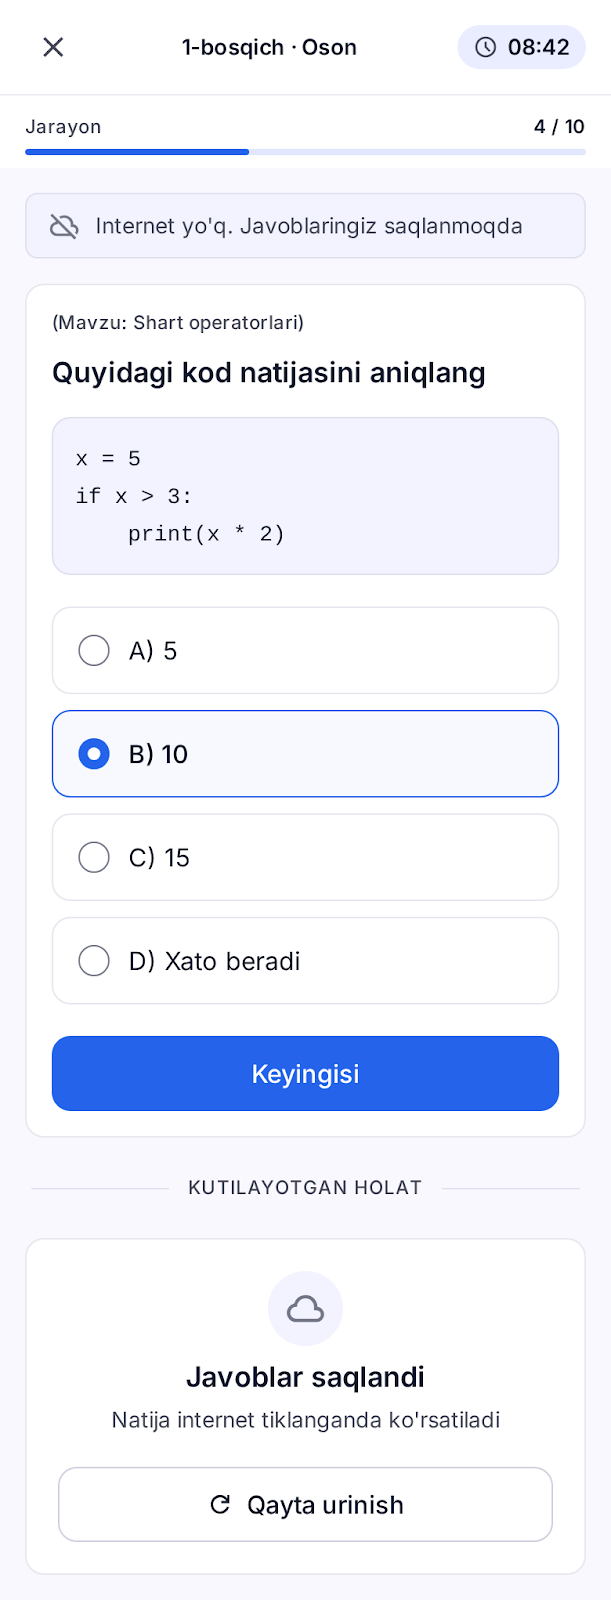 1-bosqich · Oson
08:42
Jarayon
4 / 10
Internet yo'q. Javoblaringiz saqlanmoqda
(Mavzu: Shart operatorlari)
Quyidagi kod natijasini aniqlang
x = 5
if x > 3:
    print(x * 2)
A) 5
B) 10
C) 15
D) Xato beradi
Keyingisi
KUTILAYOTGAN HOLAT
Javoblar saqlandi
Natija internet tiklanganda ko'rsatiladi
Qayta urinish